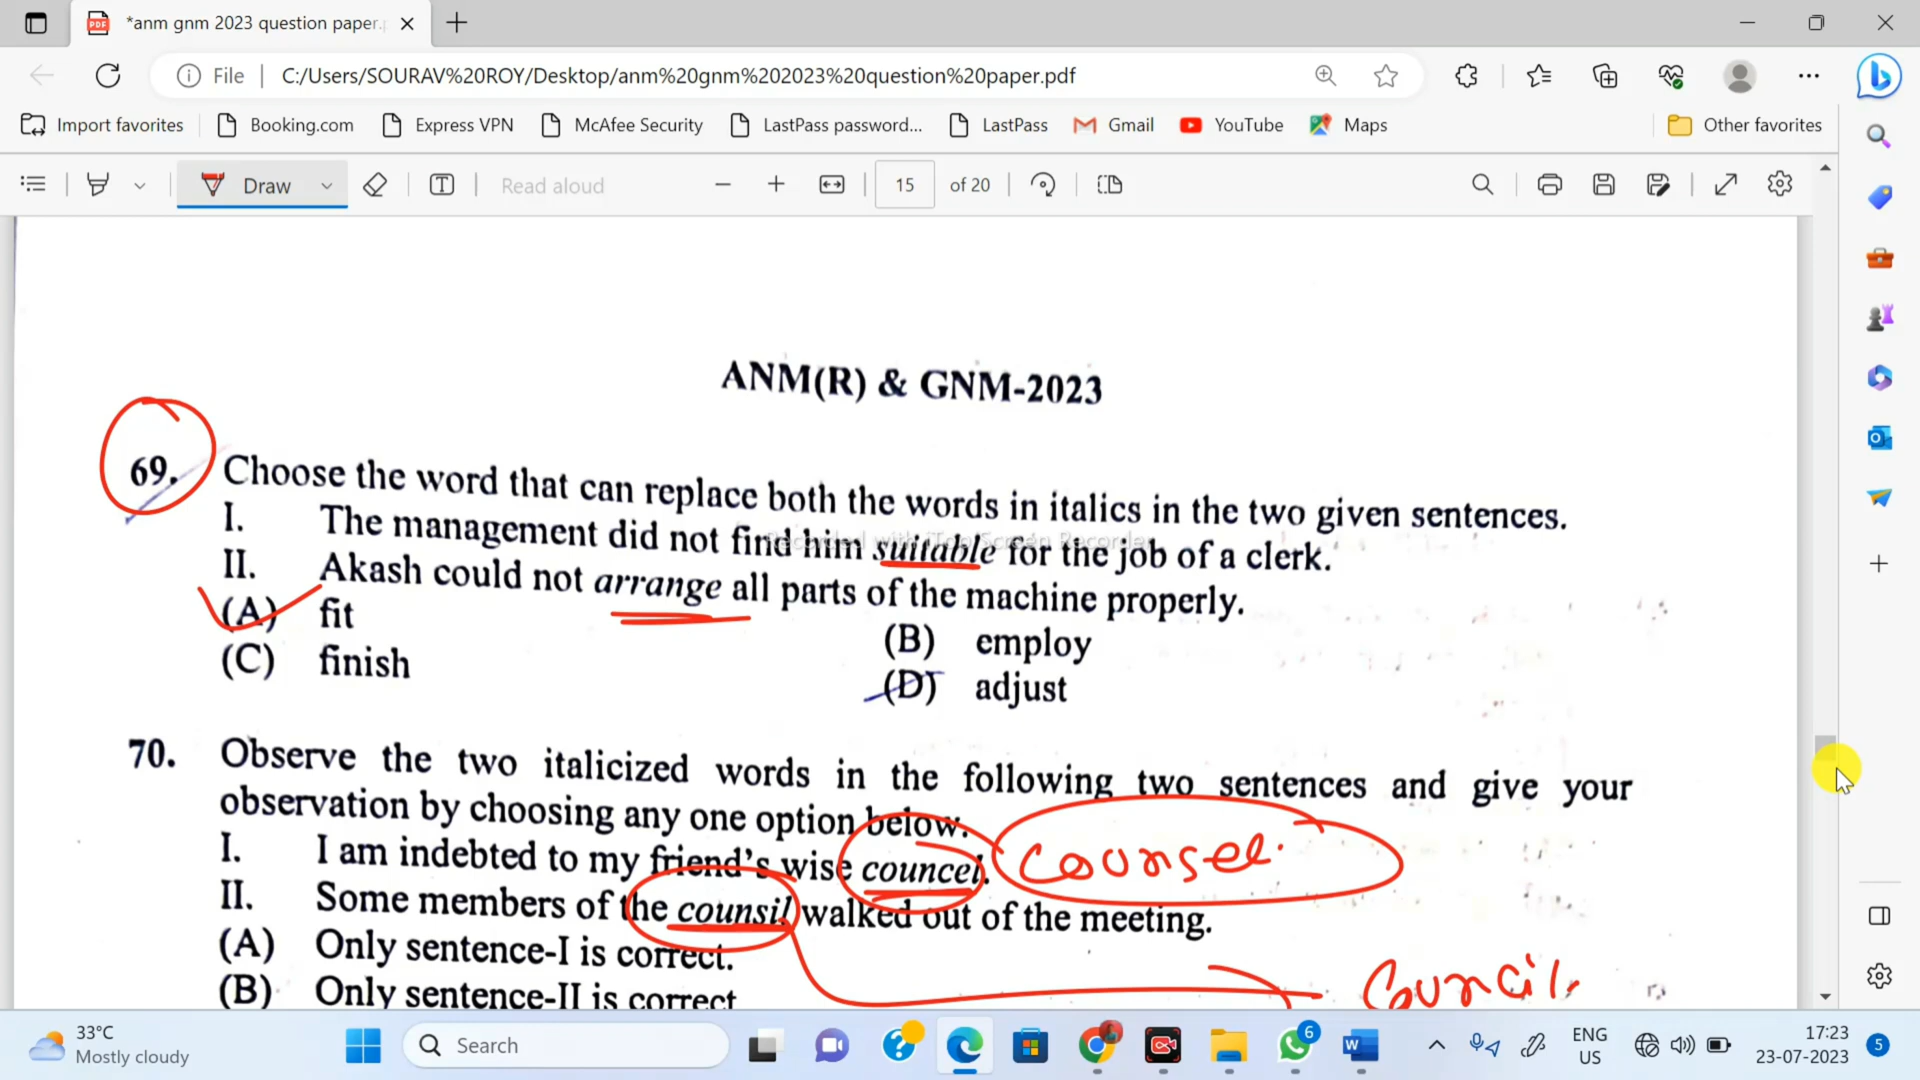 *anm gnm 2023 question paper.p
File
C:/Users/SOURAV%20ROY/Desktop/anm%20gnm%202023%20question%20paper.pdf
Import favorites
Booking.com
Express VPN
McAfee Security
LastPass password...
LastPass
Gmail
YouTube
Maps
Other favorites
Draw
Read aloud
15 of 20
ANM(R) & GNM-2023
69. Choose the word that can replace both the words in italics in the two given sentences.
I. The management did not find him suitable for the job of a clerk.
Recorded with iTop Screen Recorder
II. Akash could not arrange all parts of the machine properly.
(A) fit
(B) employ
(C) finish
(D) adjust
70. Observe the two italicized words in the following two sentences and give your
observation by choosing any one option below.
I. I am indebted to my friend's wise councel. Counsel.
II. Some members of the counsil walked out of the meeting.
(A) Only sentence-I is correct.
Council.
(B) Only sentence-II is correct
33°C
Mostly cloudy
Search
6
ENG
US
17:23
23-07-2023
5